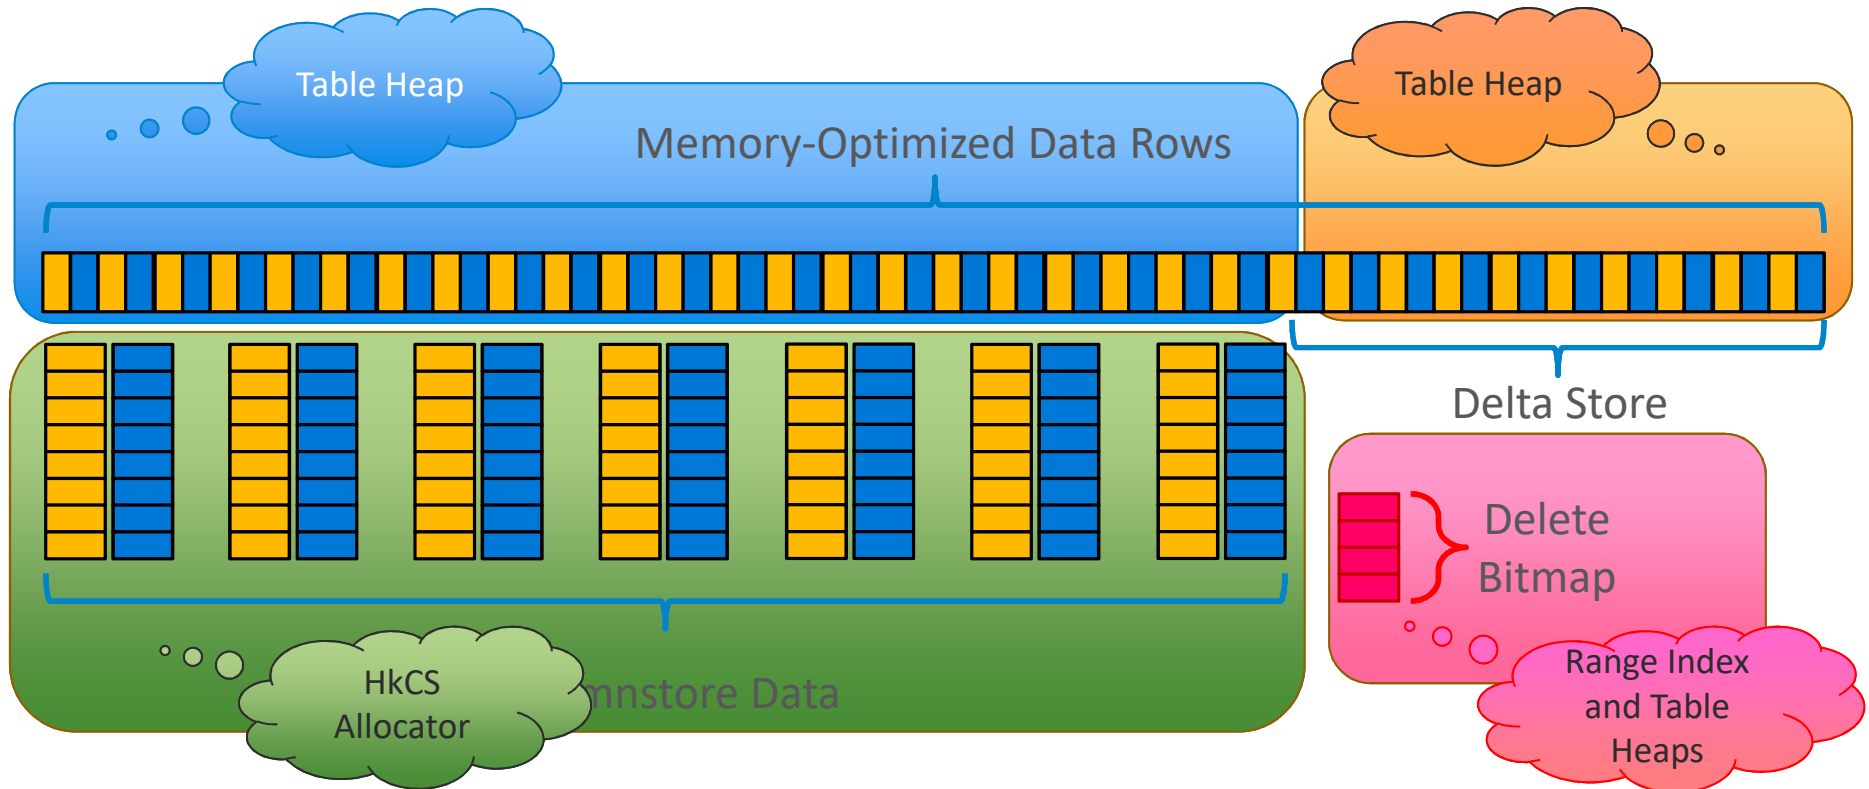 Table Heap
Table Heap
Memory-Optimized Data Rows
Delta Store
Delete
Bitmap
HkCS
Allocator
mnstore Data
Range Index
and Table
Heaps